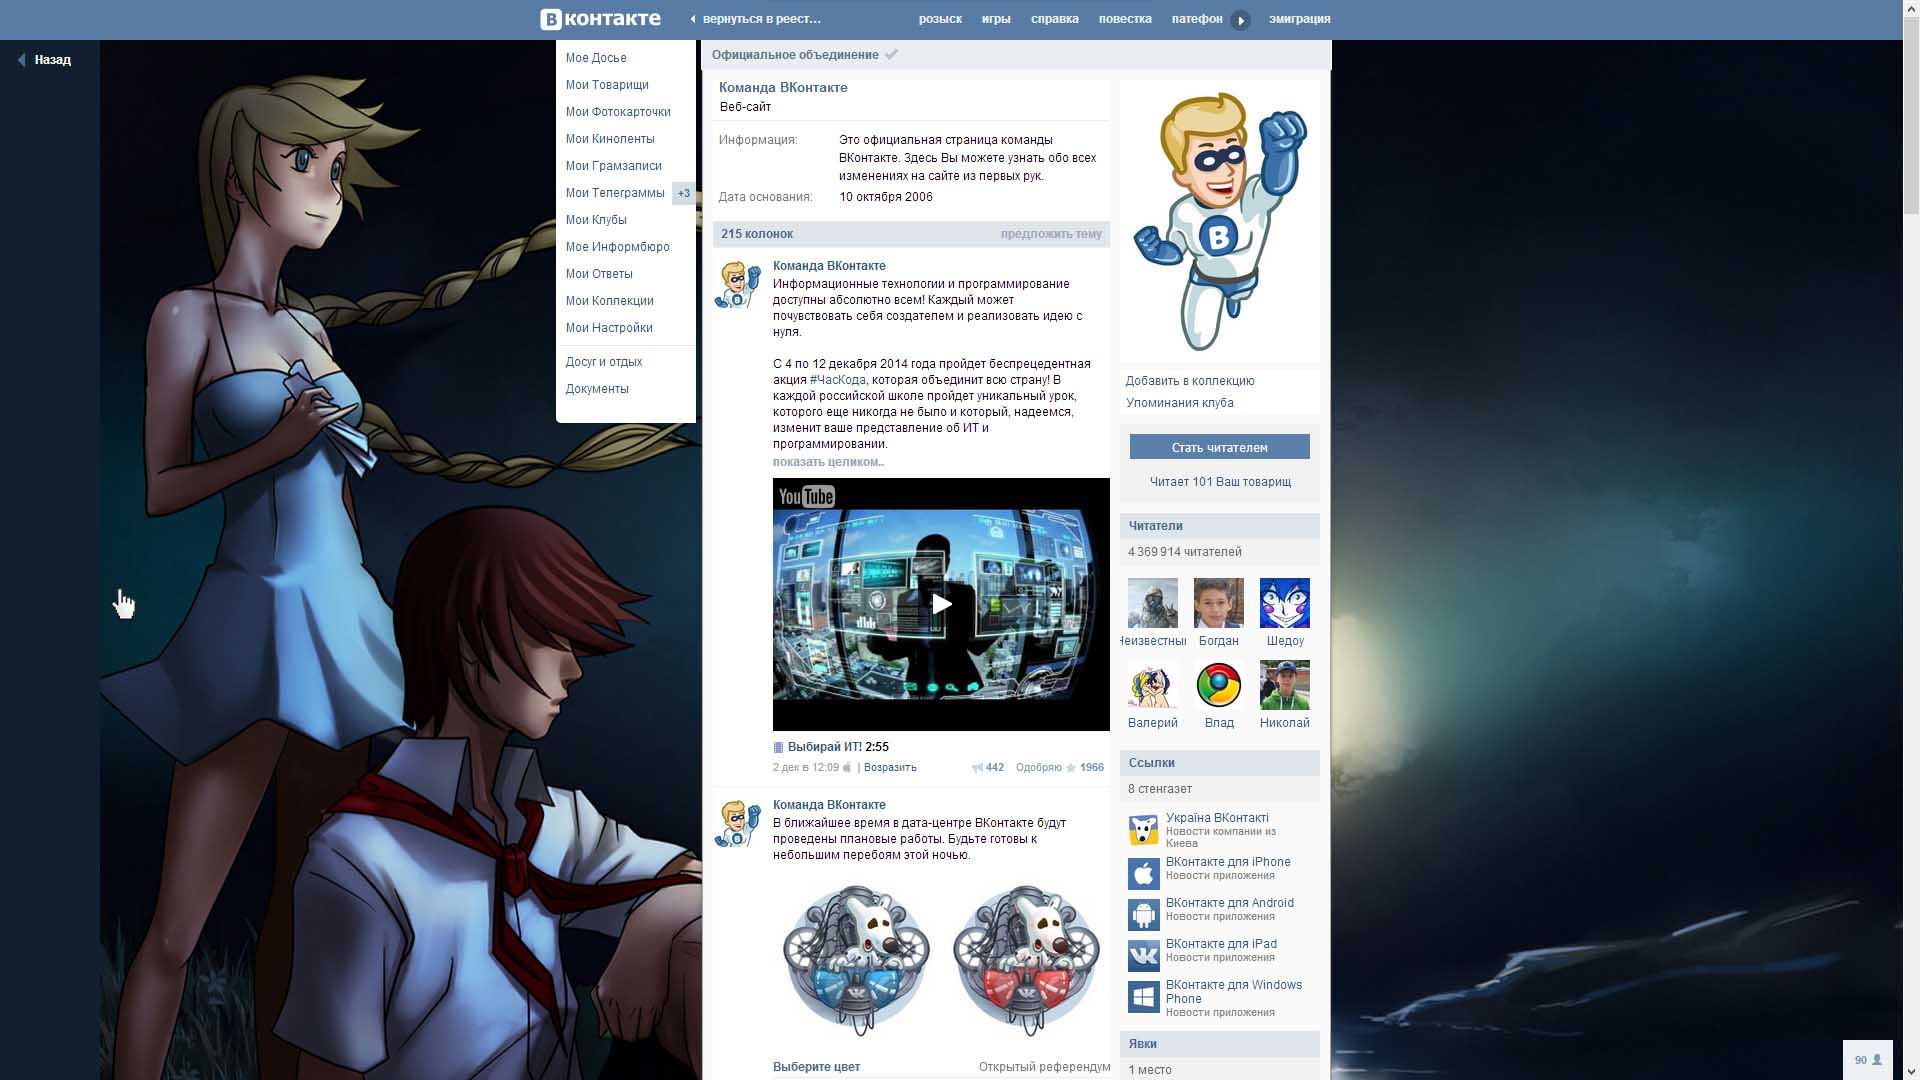 Вконтакте
вернуться в реест...
розыск
игры
справка
повестка
патефон
эмиграция
Назад
Мое Досье
Мои Товарищи
Мои Фотокарточки
Мои Киноленты
Мои Грамзаписи
Мои Телеграммы +3
Мои Клубы
Мое Информбюро
Мои Ответы
Мои Коллекции
Мои Настройки
Досуг и отдых
Документы
Официальное объединение
Команда ВКонтакте
Веб-сайт
Информация:
Это официальная страница команды
ВКонтакте. Здесь Вы можете узнать обо всех
изменениях на сайте из первых рук.
Дата основания: 10 октября 2006
215 колонок
предложить тему
Команда ВКонтакте
Информационные технологии и программирование
доступны абсолютно всем! Каждый может
почувствовать себя создателем и реализовать идею с
нуля.
С 4 по 12 декабря 2014 года пройдет беспрецедентная
акция #ЧасКода, которая объединит всю страну! В
каждой российской школе пройдет уникальный урок,
которого еще никогда не было и который, надеемся,
изменит ваше представление об ИТ и
программировании.
показать целиком..
YouTube
Выбирай ИТ! 2:55
2 дек в 12:09 | Возразить
442
Одобряю 1966
Команда ВКонтакте
В ближайшее время в дата-центре ВКонтакте будут
проведены плановые работы. Будьте готовы к
небольшим перебоям этой ночью.
Выберите цвет
Открытый референдум
В
Добавить в коллекцию
Упоминания клуба
Стать читателем
Читает 101 Ваш товарищ
Читатели
4 369 914 читателей
Неизвестны
Богдан
Шедоу
Валерий
Влад
Николай
Ссылки
8 стенгазет
Україна ВКонтакті
Новости компании из
Киева
ВКонтакте для iPhone
Новости приложения
ВКонтакте для Android
Новости приложения
ВКонтакте для iPad
Новости приложения
ВКонтакте для Windows
Phone
Новости приложения
Явки
1 место
90